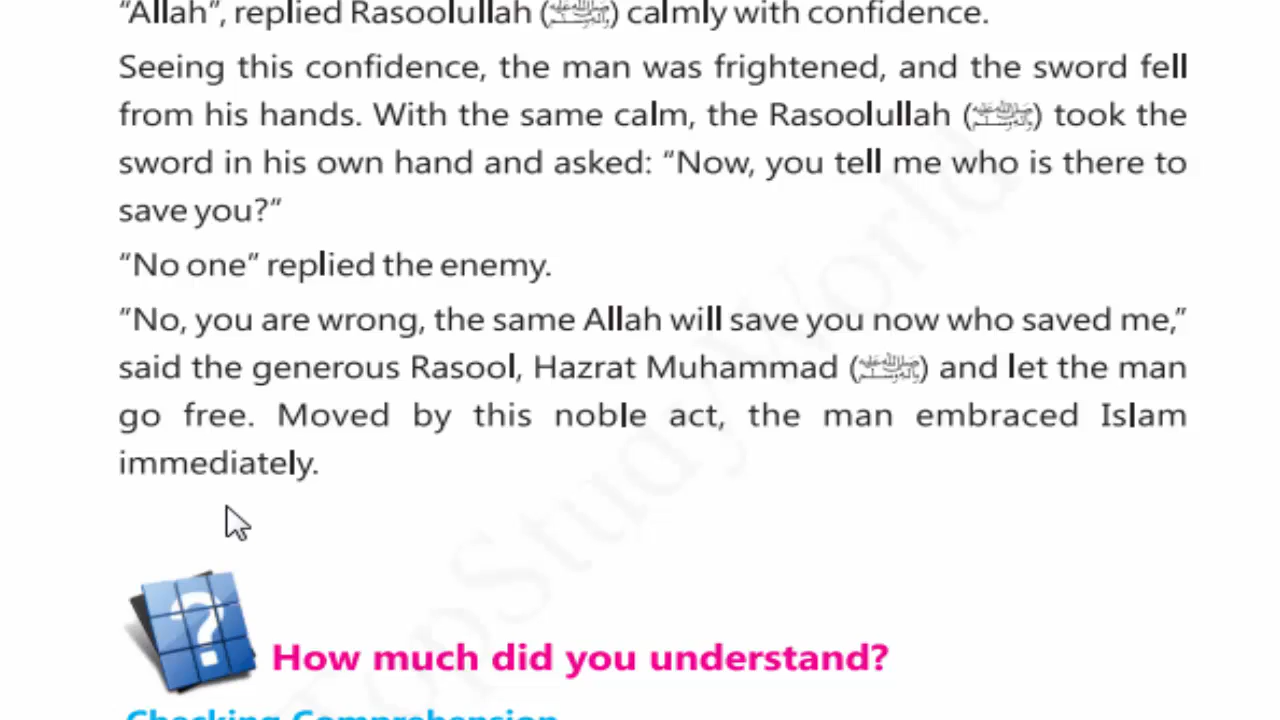 “Allah”, replied Rasoolullah (ﷺ) calmly with confidence.
Seeing this confidence, the man was frightened, and the sword fell
from his hands. With the same calm, the Rasoolullah (ﷺ) took the
sword in his own hand and asked: “Now, you tell me who is there to
save you?”
“No one” replied the enemy.
“No, you are wrong, the same Allah will save you now who saved me,”
said the generous Rasool, Hazrat Muhammad (ﷺ) and let the man
go free. Moved by this noble act, the man embraced Islam
immediately.
TopStudyWorld
?
How much did you understand?
Checking Comprehension